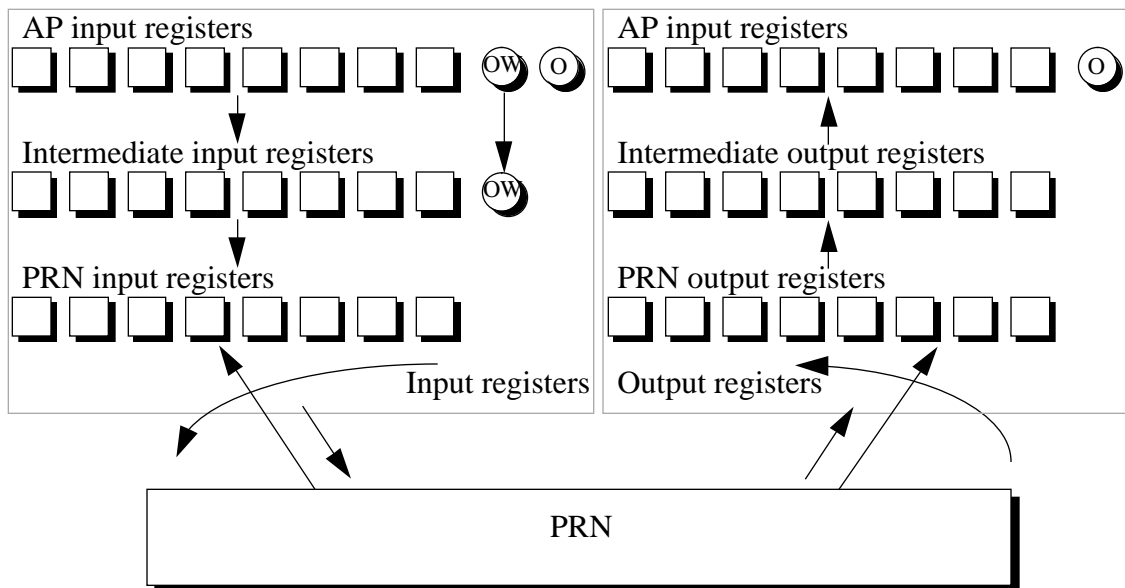 AP input registers
OW O
Intermediate input registers
OW
PRN input registers
Input registers
AP input registers
O
Intermediate output registers
PRN output registers
Output registers
PRN